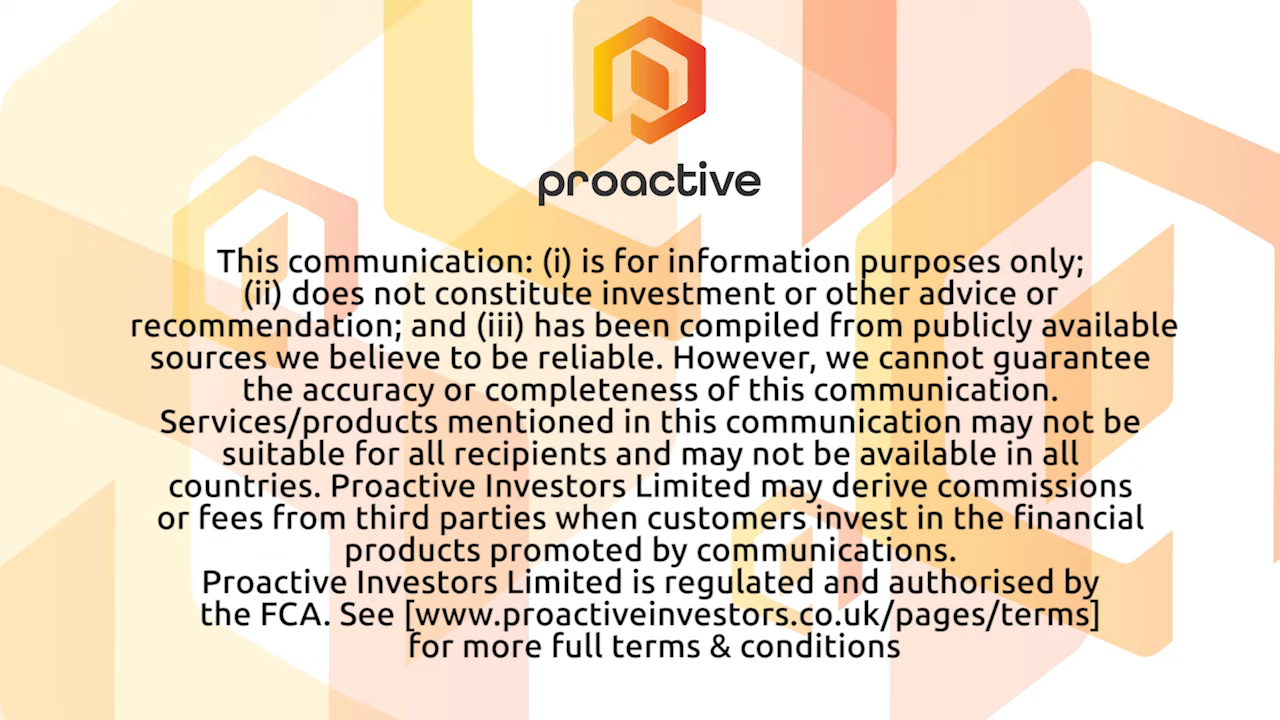 proactive
This communication: (i) is for information purposes only;
(ii) does not constitute investment or other advice or
recommendation; and (iii) has been compiled from publicly available
sources we believe to be reliable. However, we cannot guarantee
the accuracy or completeness of this communication.
Services/products mentioned in this communication may not be
suitable for all recipients and may not be available in all
countries. Proactive Investors Limited may derive commissions
or fees from third parties when customers invest in the financial
products promoted by communications.
Proactive Investors Limited is regulated and authorised by
the FCA. See [www.proactiveinvestors.co.uk/pages/terms]
for more full terms & conditions